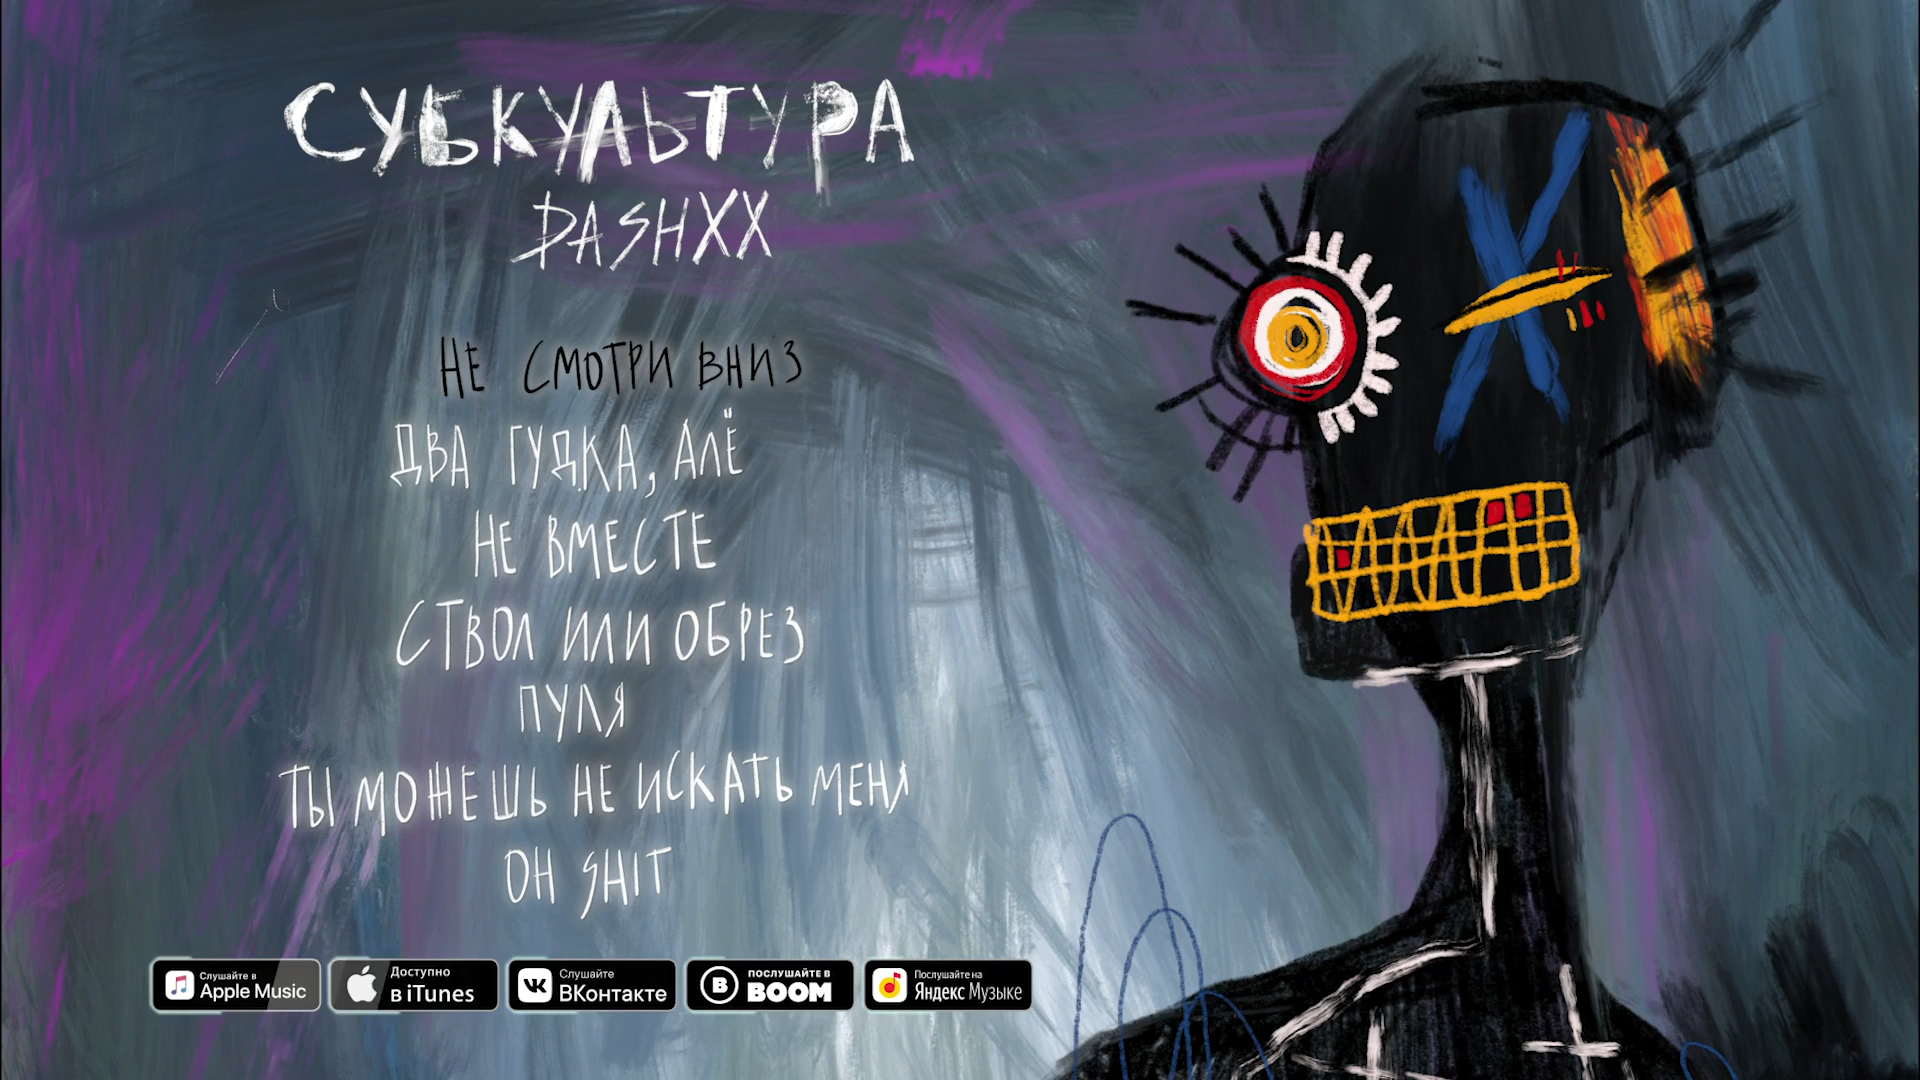 СУБКУЛЬТУРА
DASHXX
НЕ СМОТРИ ВНИЗ
ДВА ГУДКА, АЛЁ
НЕ ВМЕСТЕ
СТВОЛ ИЛИ ОБРЕЗ
ПУЛЯ
ТЫ МОЖЕШЬ НЕ ИСКАТЬ МЕНЯ
OH SHIT
Слушайте в
Apple Music
Доступно
в iTunes
Слушайте
ВКонтакте
ПОСЛУШАЙТЕ В
BOOM
Послушайте на
Яндекс Музыке